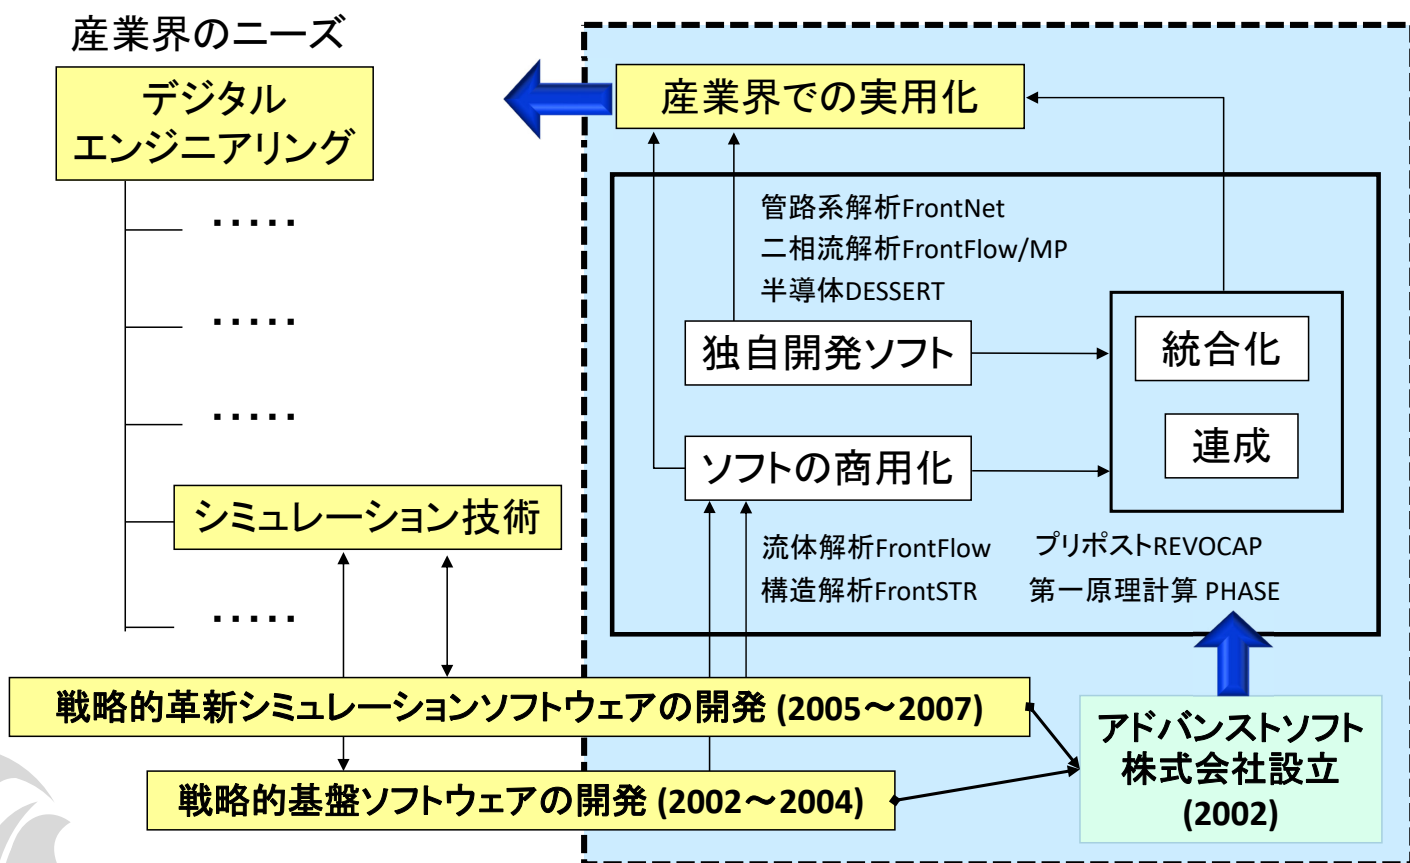 産業界のニーズ
デジタル
エンジニアリング
・・・・・
・・・・・
・・・・・
シミュレーション技術
・・・・・
産業界での実用化
管路系解析FrontNet
二相流解析FrontFlow/MP
半導体DESSERT
独自開発ソフト
統合化
連成
ソフトの商用化
流体解析FrontFlow
プリポストREVOCAP
構造解析FrontSTR
第一原理計算 PHASE
戦略的革新シミュレーションソフトウェアの開発 (2005～2007)
戦略的基盤ソフトウェアの開発 (2002～2004)
アドバンストソフト
株式会社設立
(2002)